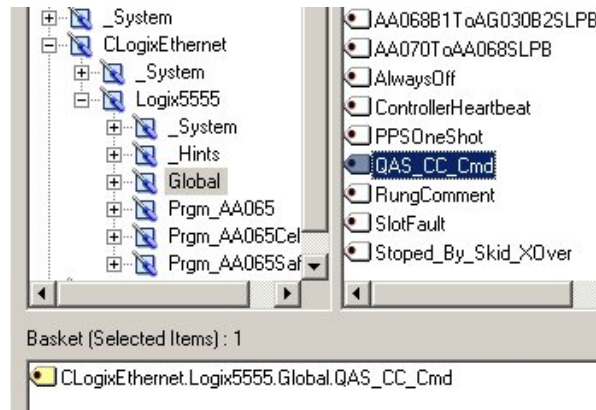 _System
CLogixEthernet
_System
Logix5555
_System
_Hints
Global
Prgm_AA065
Prgm_AA065Cel
Prgm_AA065Saf
AA068B1ToAG030B2SLPB
AA070ToAA068SLPB
AlwaysOff
ControllerHeartbeat
PPSOneShot
QAS_CC_Cmd
RungComment
SlotFault
Stoped_By_Skid_XOver
Basket (Selected Items) : 1
CLogixEthernet.Logix5555.Global.QAS_CC_Cmd